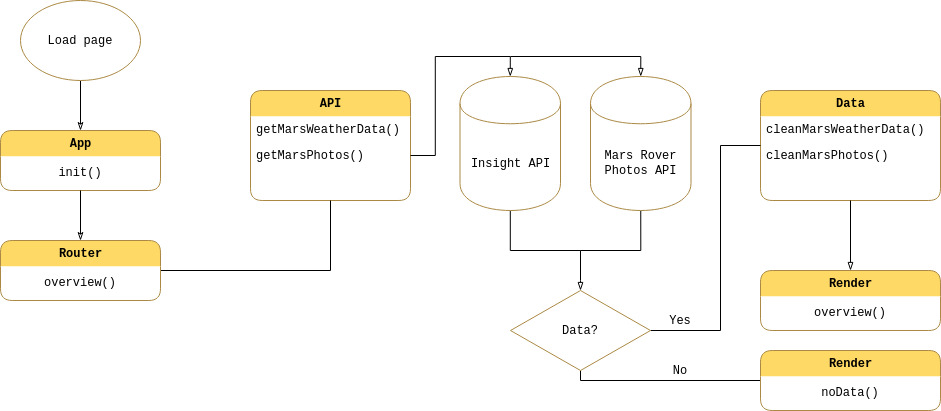 Load page
App
init()
Router
overview()
API
getMarsWeatherData()
getMarsPhotos()
Insight API
Mars Rover
Photos API
Data?
Yes
No
Data
cleanMarsWeatherData()
cleanMarsPhotos()
Render
overview()
Render
noData()